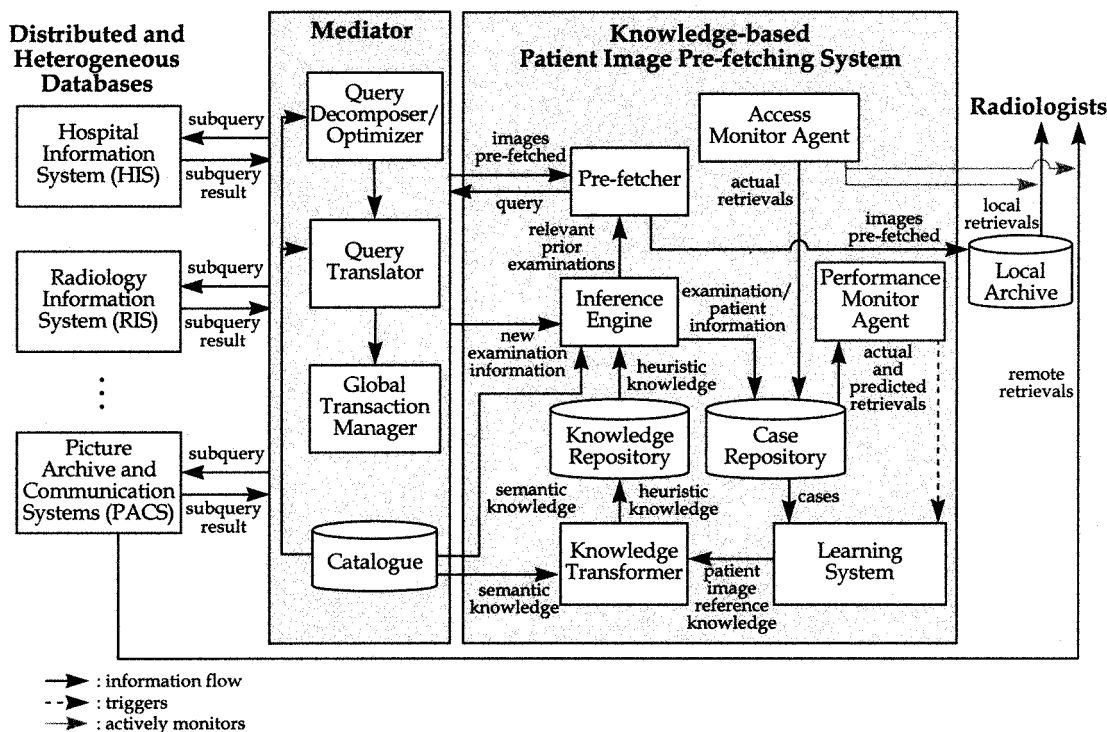 Distributed and
Heterogeneous
Databases
Hospital
Information
System (HIS)
Radiology
Information
System (RIS)
Picture
Archive and
Communication
Systems (PACS)
subquery
subquery
result
subquery
subquery
result
subquery
subquery
result
Mediator
Query
Decomposer/
Optimizer
Query
Translator
Global
Transaction
Manager
Catalogue
Knowledge-based
Patient Image Pre-fetching System
images
pre-fetched
query
Pre-fetcher
Access
Monitor Agent
actual
retrievals
relevant
prior
examinations
Inference
Engine
examination/
patient
information
new
examination
information
heuristic
knowledge
Performance
Monitor
Agent
actual
and
predicted
retrievals
Knowledge
Repository
Case
Repository
semantic
knowledge
heuristic
knowledge
cases
Knowledge
Transformer
semantic
knowledge
patient
image
reference
knowledge
Learning
System
Radiologists
images
pre-fetched
local
retrievals
Local
Archive
remote
retrievals
: information flow
: triggers
: actively monitors